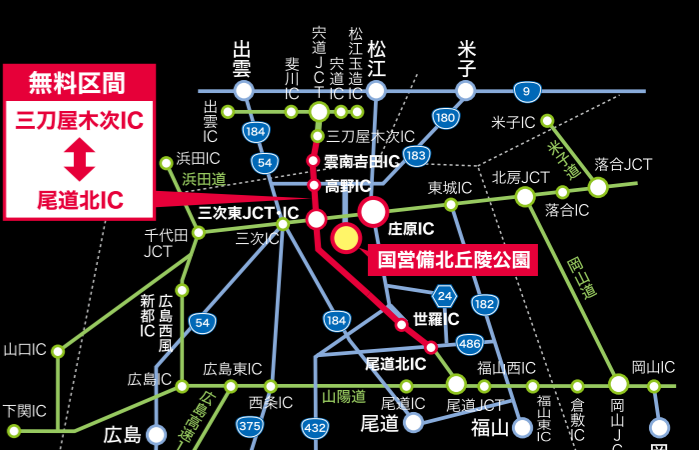 無料区間
三刀屋木次IC
尾道北IC
出雲
斐川IC
宍道JCT
宍道IC
松江玉造IC
松江
米子
9
出雲IC
184
54
180
183
三刀屋木次IC
雲南吉田IC
高野IC
米子IC
米子道
落合JCT
浜田IC
浜田道
三次東JCT・IC
三次IC
千代田
JCT
庄原IC
東城IC
北房JCT
落合IC
国営備北丘陵公園
岡山道
24
182
広島西風
新都IC
54
184
世羅IC
486
尾道北IC
山口IC
広島IC
広島東IC
西条IC
山陽道
尾道IC
尾道JCT
福山西IC
福山東IC
倉敷IC
岡山JC
岡山IC
下関IC
広島
広島高速
375
432
尾道
福山